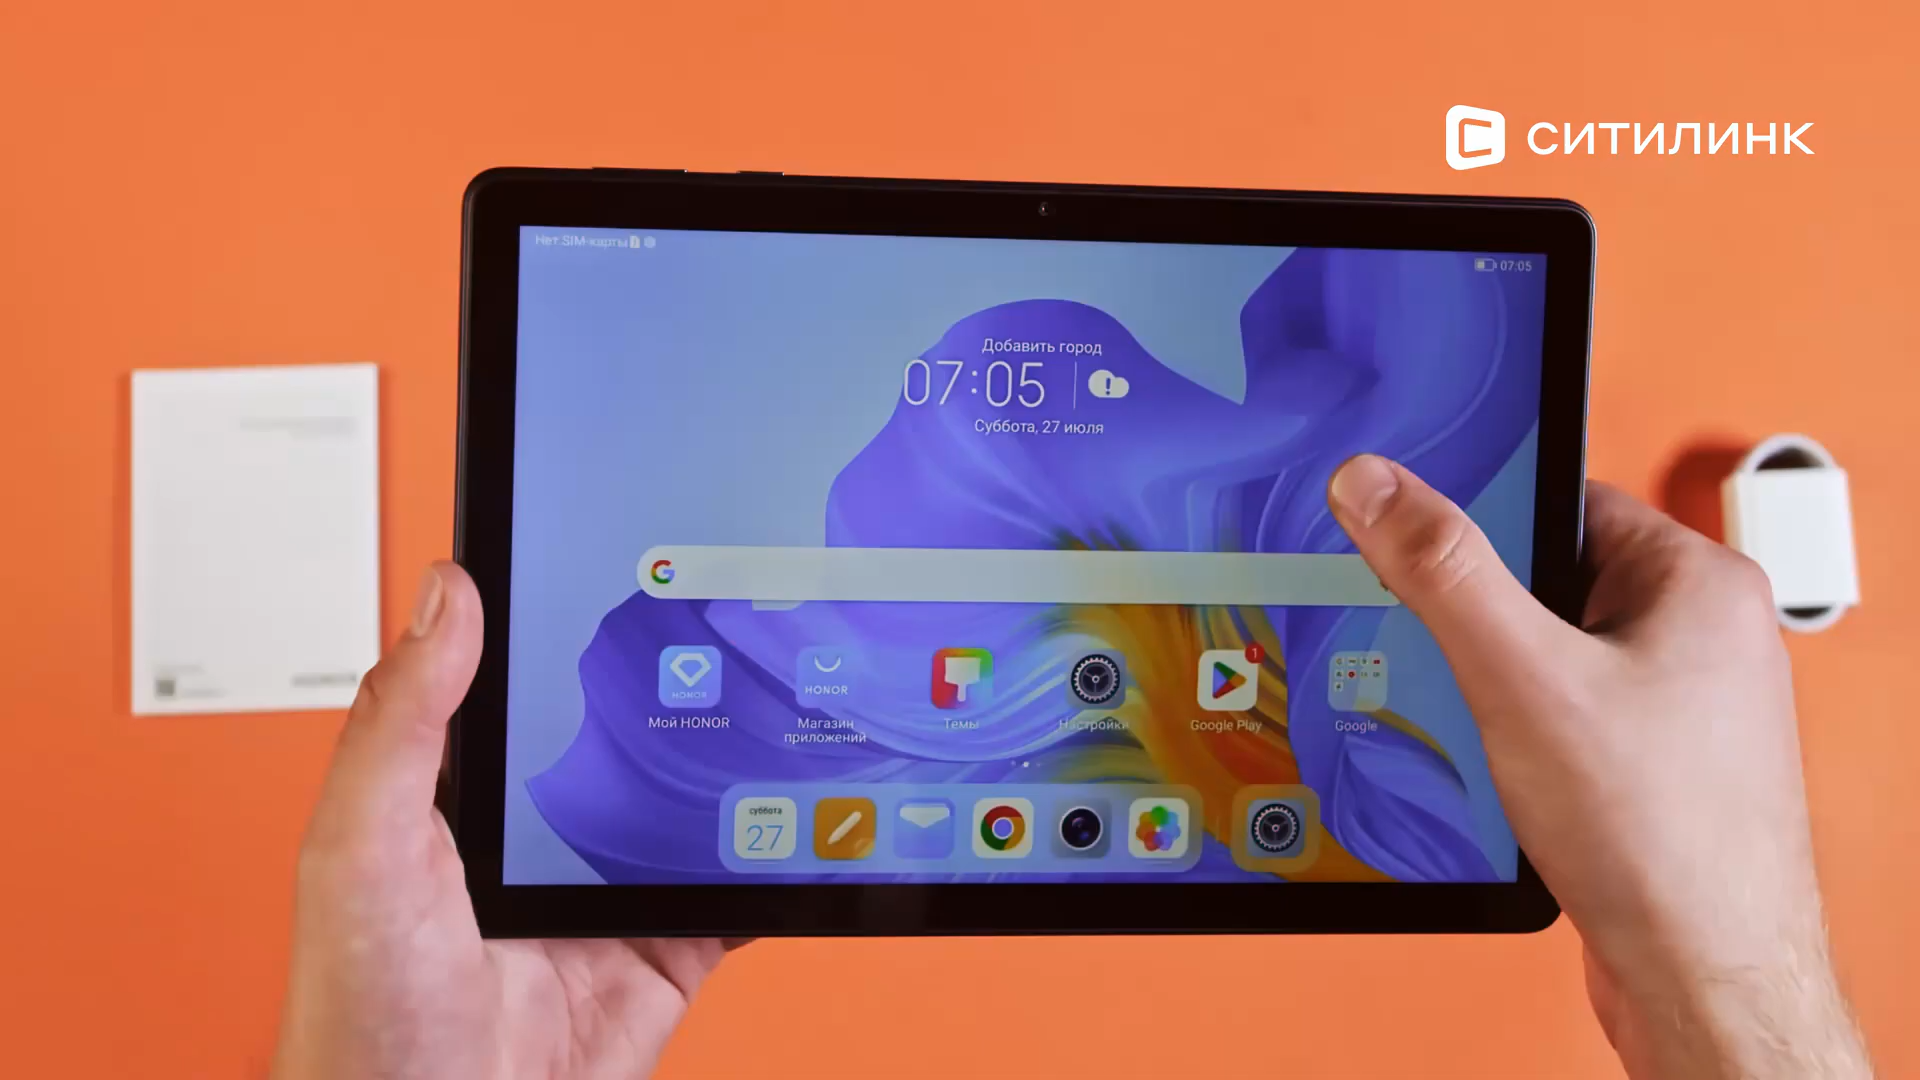 СИТИЛИНК
Нет SIM-карты
07:05
Добавить город
07:05
Суббота, 27 июля
HONOR
HONOR
1
Мой HONOR
Магазин
приложений
Темы
Настройки
Google Play
Google
суббота
27